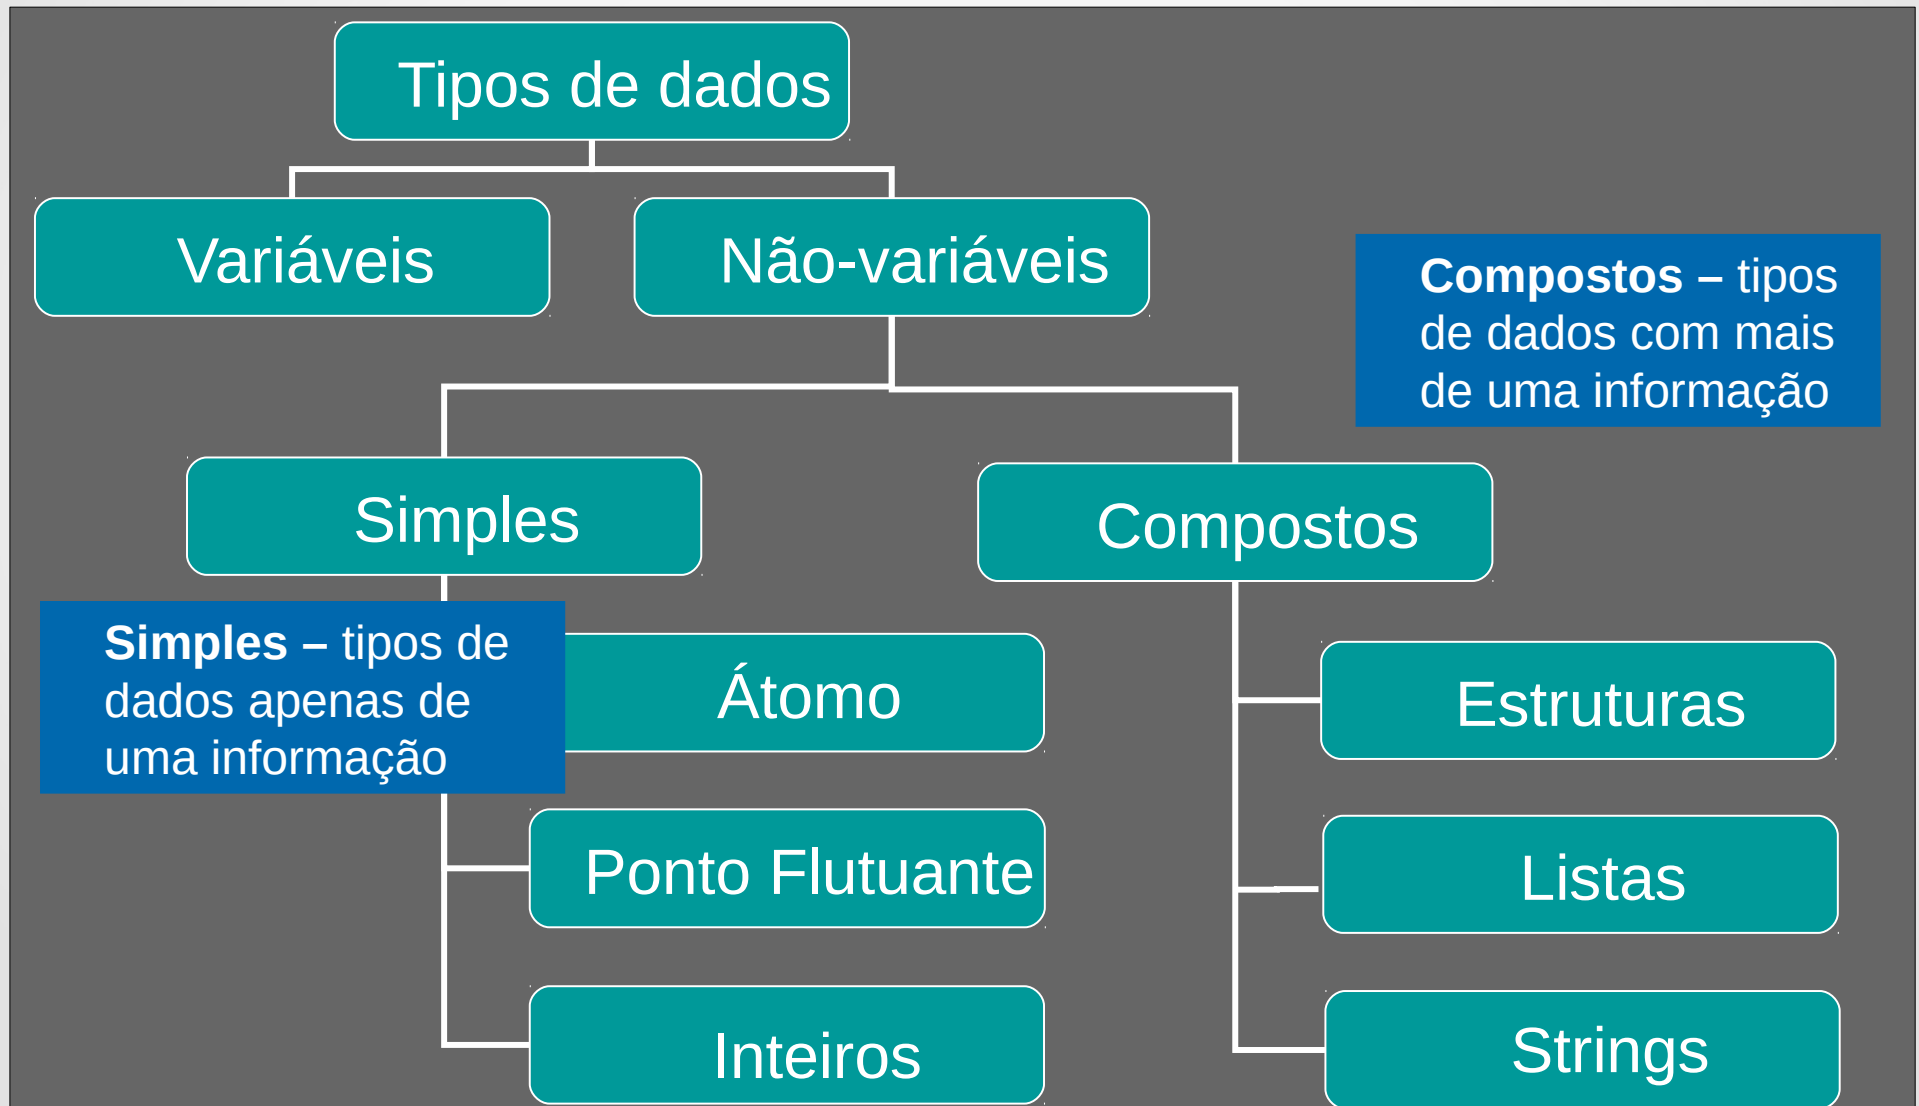 Tipos de dados
Variáveis
Não-variáveis
Compostos – tipos
de dados com mais
de uma informação
Simples
Compostos
Simples – tipos de
dados apenas de
uma informação
Átomo
Estruturas
Ponto Flutuante
Listas
Inteiros
Strings